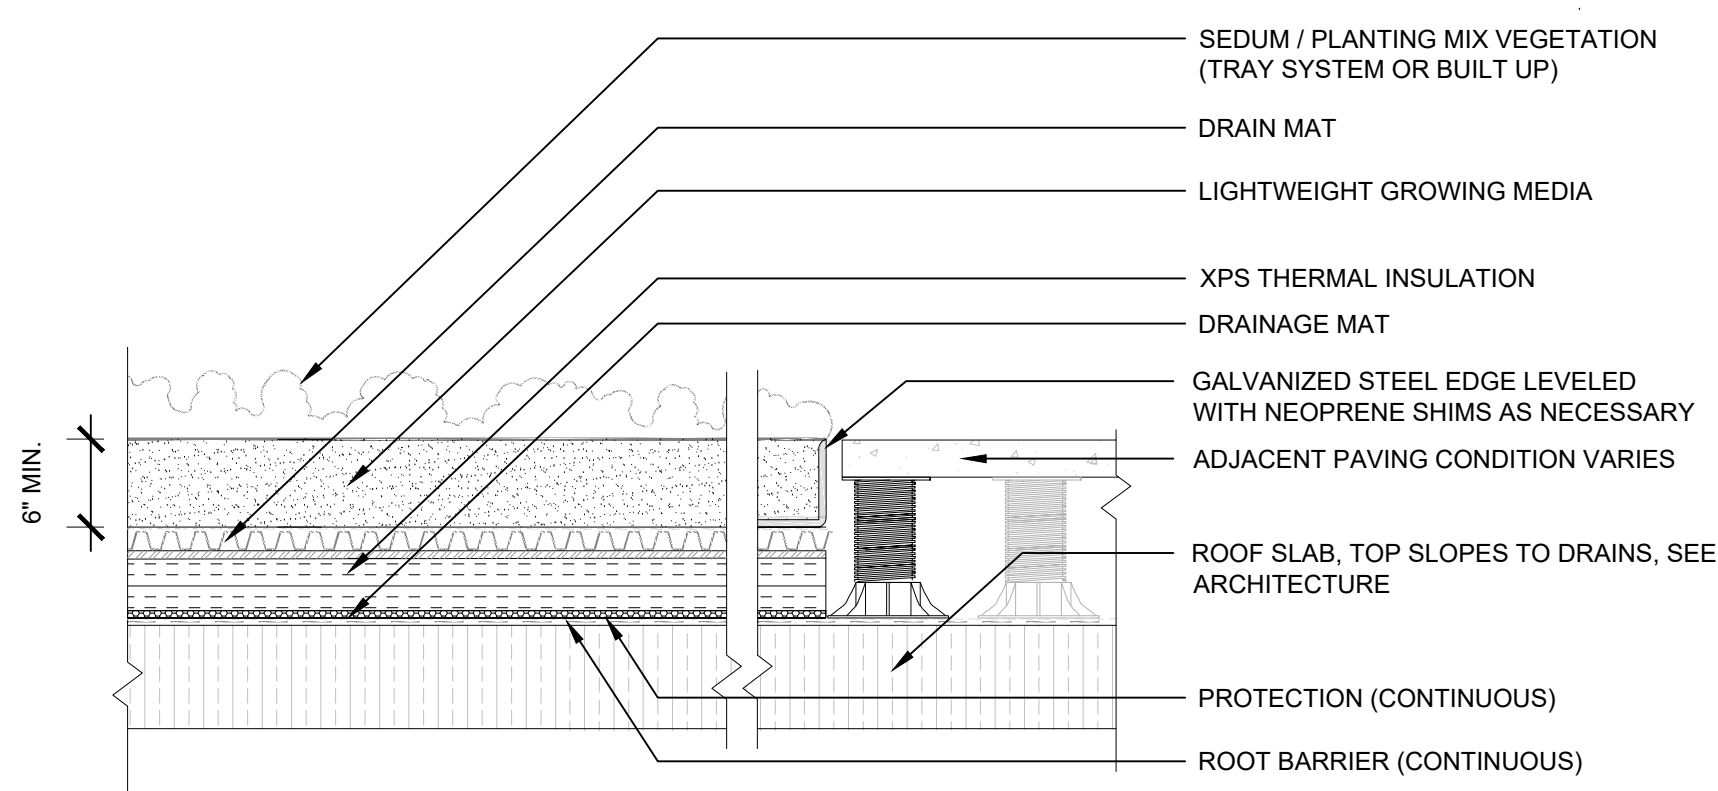 SEDUM / PLANTING MIX VEGETATION
(TRAY SYSTEM OR BUILT UP)
DRAIN MAT
LIGHTWEIGHT GROWING MEDIA
XPS THERMAL INSULATION
DRAINAGE MAT
GALVANIZED STEEL EDGE LEVELED
WITH NEOPRENE SHIMS AS NECESSARY
ADJACENT PAVING CONDITION VARIES
6" MIN.
ROOF SLAB, TOP SLOPES TO DRAINS, SEE
ARCHITECTURE
PROTECTION (CONTINUOUS)
ROOT BARRIER (CONTINUOUS)